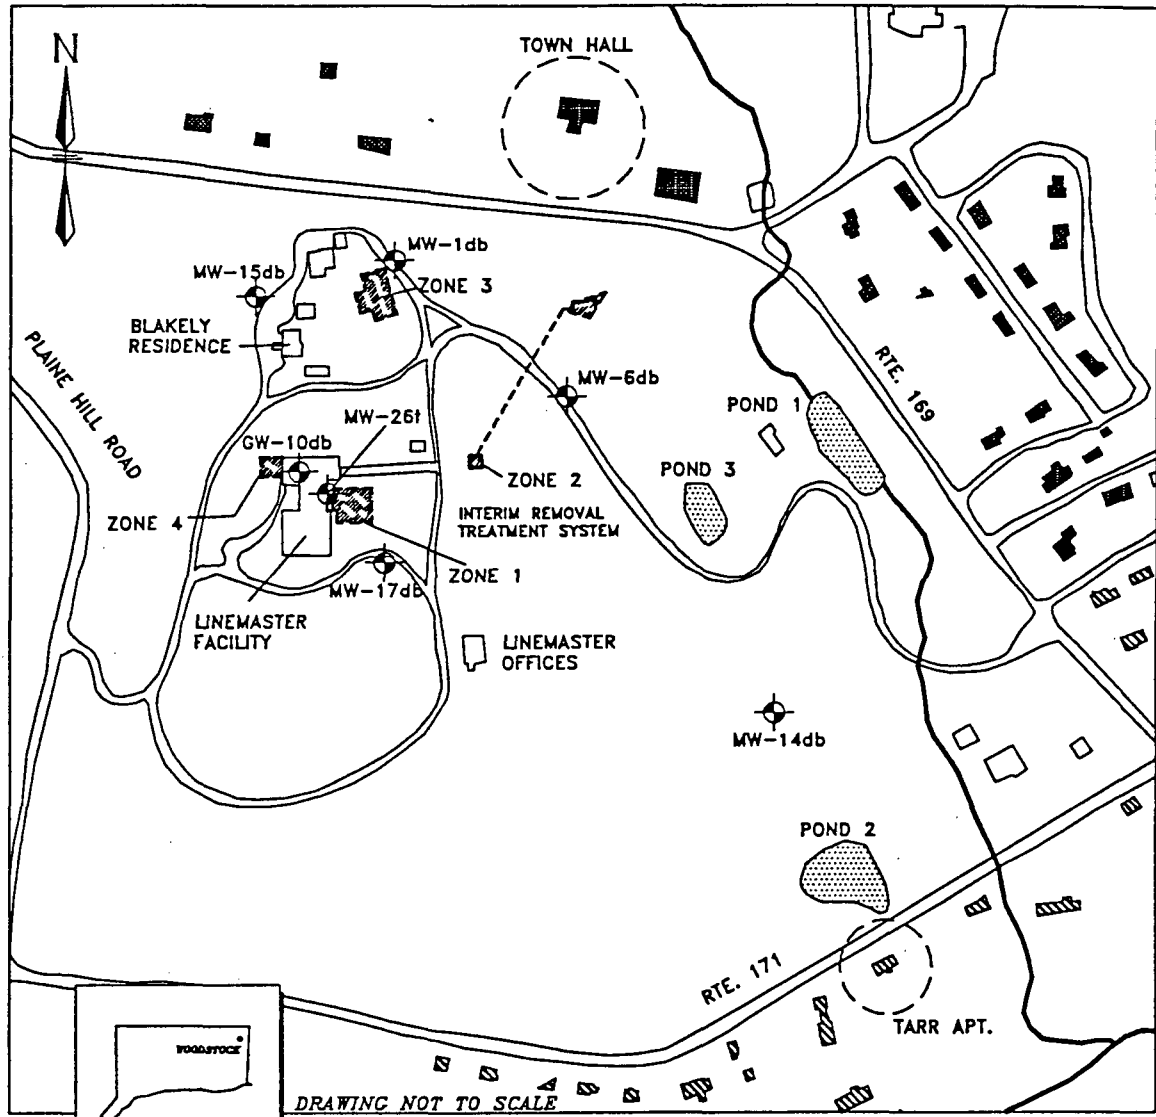 TOWN HALL
N
MW-1db
MW-15db
ZONE 3
BLAKELY
RESIDENCE
PLAINE HILL ROAD
MW-6db
RTE. 169
POND 1
MW-26t
GW-10db
POND 3
ZONE 2
ZONE 4
INTERIM REMOVAL
TREATMENT SYSTEM
ZONE 1
MW-17db
LINEMASTER
FACILITY
LINEMASTER
OFFICES
MW-14db
POND 2
RTE. 171
TARR APT.
WOODSTOCK
DRAWING NOT TO SCALE